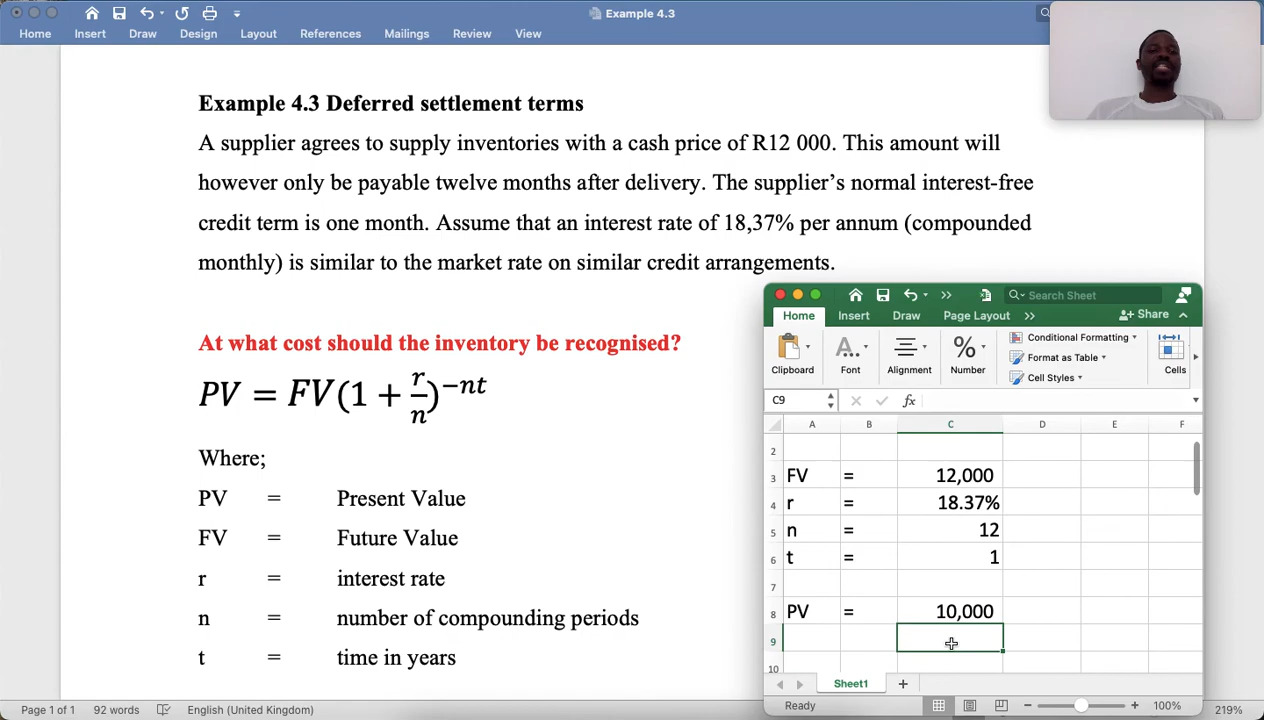 Example 4.3
Home Insert Draw Design Layout References Mailings Review View
Example 4.3 Deferred settlement terms
A supplier agrees to supply inventories with a cash price of R12 000. This amount will
however only be payable twelve months after delivery. The supplier's normal interest-free
credit term is one month. Assume that an interest rate of 18,37% per annum (compounded
monthly) is similar to the market rate on similar credit arrangements.
At what cost should the inventory be recognised?
PV = FV(1 + r/n)^−nt
Where;
PV = Present Value
FV = Future Value
r = interest rate
n = number of compounding periods
t = time in years
Search Sheet
Home Insert Draw Page Layout Share
Clipboard Font Alignment Number Conditional Formatting Format as Table Cell Styles Cells
C9 fx
A B C D E F
2
3 FV = 12,000
4 r = 18.37%
5 n = 12
6 t = 1
7
8 PV = 10,000
9
10
Sheet1
Ready 100%
Page 1 of 1 92 words English (United Kingdom) 219%